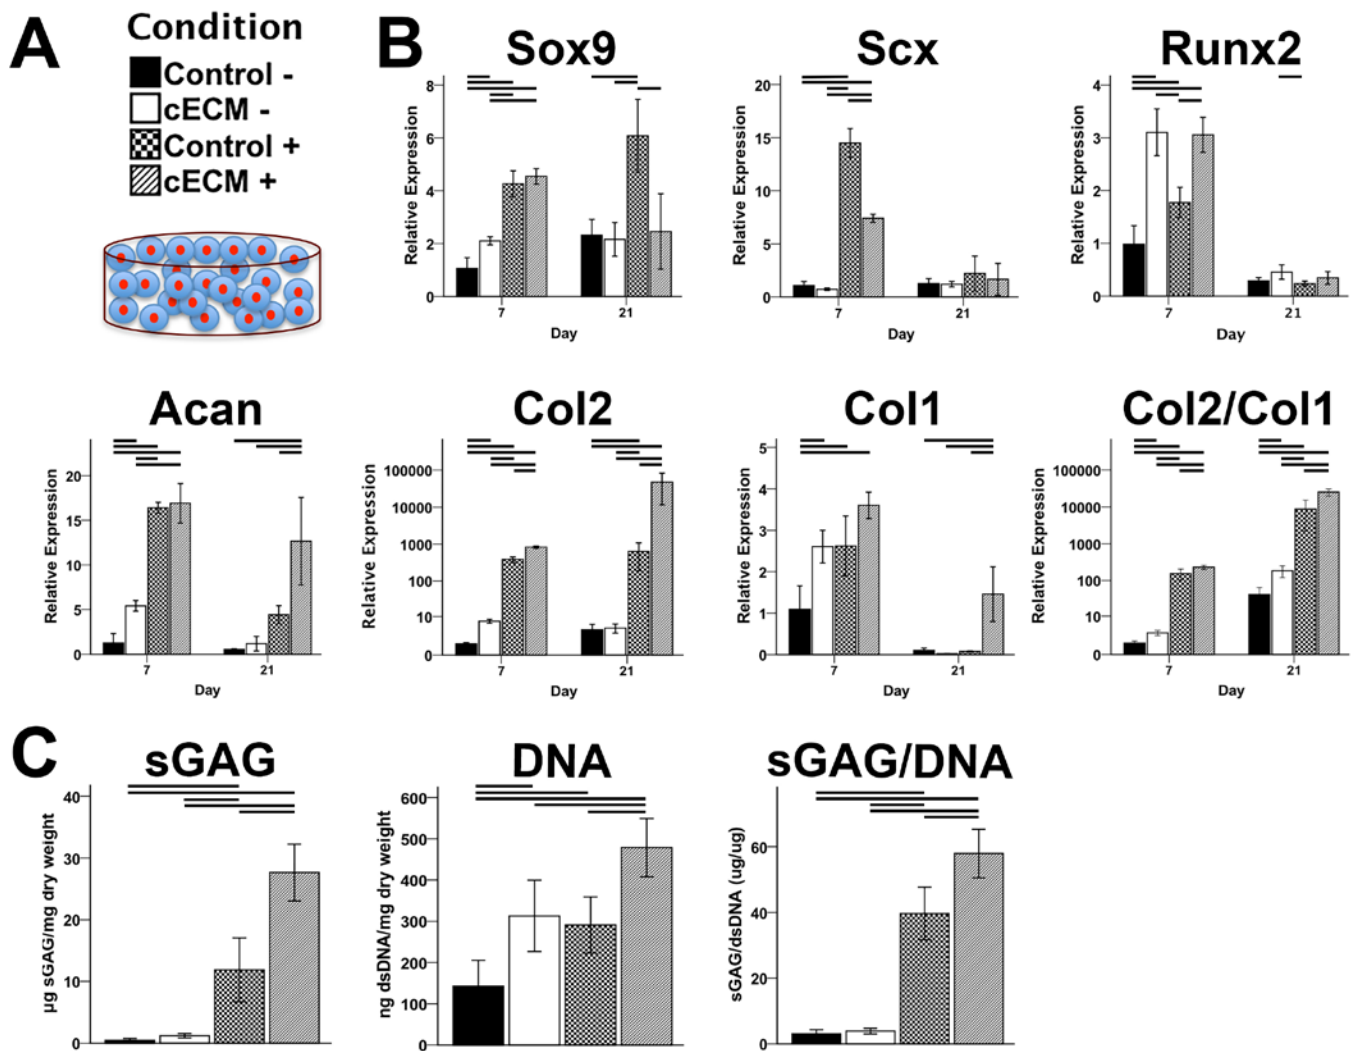 A
Condition
Control -
cECM -
Control +
cECM +
B
Sox9
Relative Expression
8
6
4
2
0
7
21
Day
Scx
Relative Expression
20
15
10
5
0
7
21
Day
Runx2
Relative Expression
4
3
2
1
0
7
21
Day
Acan
Relative Expression
20
15
10
5
0
7
21
Day
Col2
Relative Expression
100000
10000
1000
100
10
0
7
21
Day
Col1
Relative Expression
5
4
3
2
1
0
7
21
Day
Col2/Col1
Relative Expression
100000
10000
1000
100
10
0
7
21
Day
C
sGAG
µg sGAG/mg dry weight
40
30
20
10
0
DNA
ng dsDNA/mg dry weight
600
500
400
300
200
100
0
sGAG/DNA
sGAG/dsDNA (ug/ug)
60
40
20
0